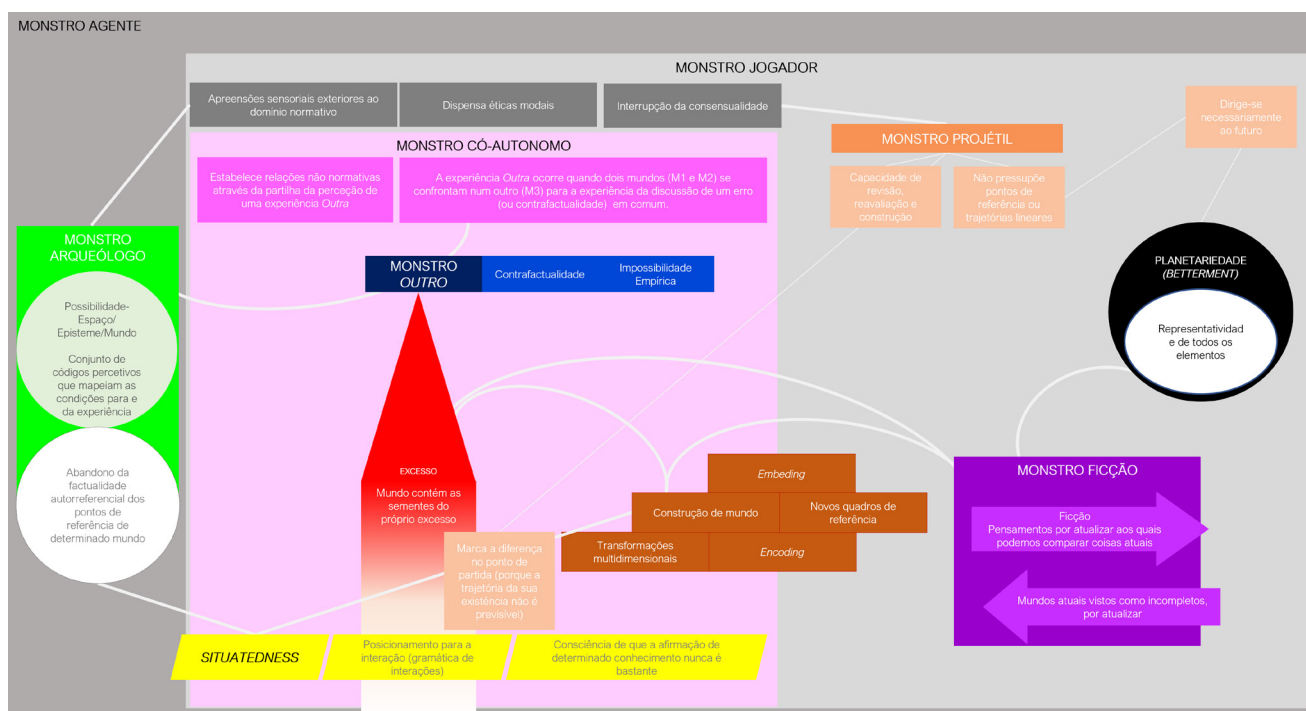 MONSTRO AGENTE
MONSTRO JOGADOR
Apreensões sensoriais exteriores ao
domínio normativo
Dispensa éticas modais
Interrupção da consensualidade
Dirige-se
necessariamente
ao futuro
MONSTRO PROJÉTIL
Capacidade de
revisão,
reavaliação e
construção
Não pressupõe
pontos de
referência ou
trajetórias lineares
MONSTRO CÓ-AUTONOMO
Estabelece relações não normativas
através da partilha da perceção de
uma experiência Outra
A experiência Outra ocorre quando dois mundos (M1 e M2) se
confrontam num outro (M3) para a experiência da discussão de um erro
(ou contrafactualidade) em comum.
MONSTRO
ARQUEÓLOGO
Possibilidade-
Espaço/
Episteme/Mundo
Conjunto de
códigos percetivos
que mapeiam as
condições para e
da experiência
Abandono da
factualidade
autorreferencial dos
pontos de
referência de
determinado mundo
MONSTRO
OUTRO
Contrafactualidade
Impossibilidade
Empírica
PLANETARIEDADE
(BETTERMENT)
Representatividad
e de todos os
elementos
EXCESSO
Mundo contém as
sementes do
próprio excesso
Marca a diferença
no ponto de
partida (porque a
trajetória da sua
existência não é
previsível)
Embeding
Construção de mundo
Novos quadros de
referência
Transformações
multidimensionais
Encoding
MONSTRO FICÇÃO
Ficção
Pensamentos por atualizar aos quais
podemos comparar coisas atuais
Mundos atuais vistos como incompletos,
por atualizar
SITUATEDNESS
Posicionamento para a
interação (gramática de
interações)
Consciência de que a afirmação de
determinado conhecimento nunca é
bastante